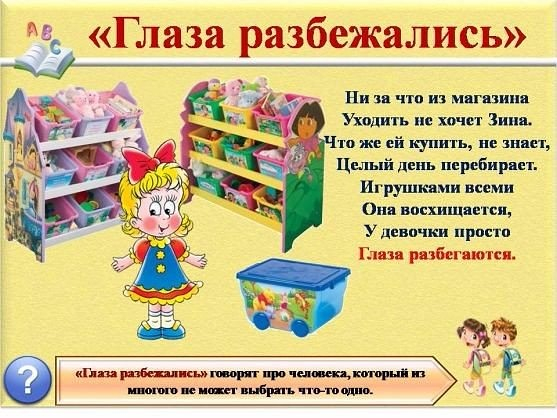 ABC
«Глаза разбежались»
Ни за что из магазина
Уходить не хочет Зина.
Что же ей купить, не знает,
Целый день перебирает.
Игрушками всеми
Она восхищается,
У девочки просто
Глаза разбегаются.
?
«Глаза разбежались» говорят про человека, который из
многого не может выбрать что-то одно.